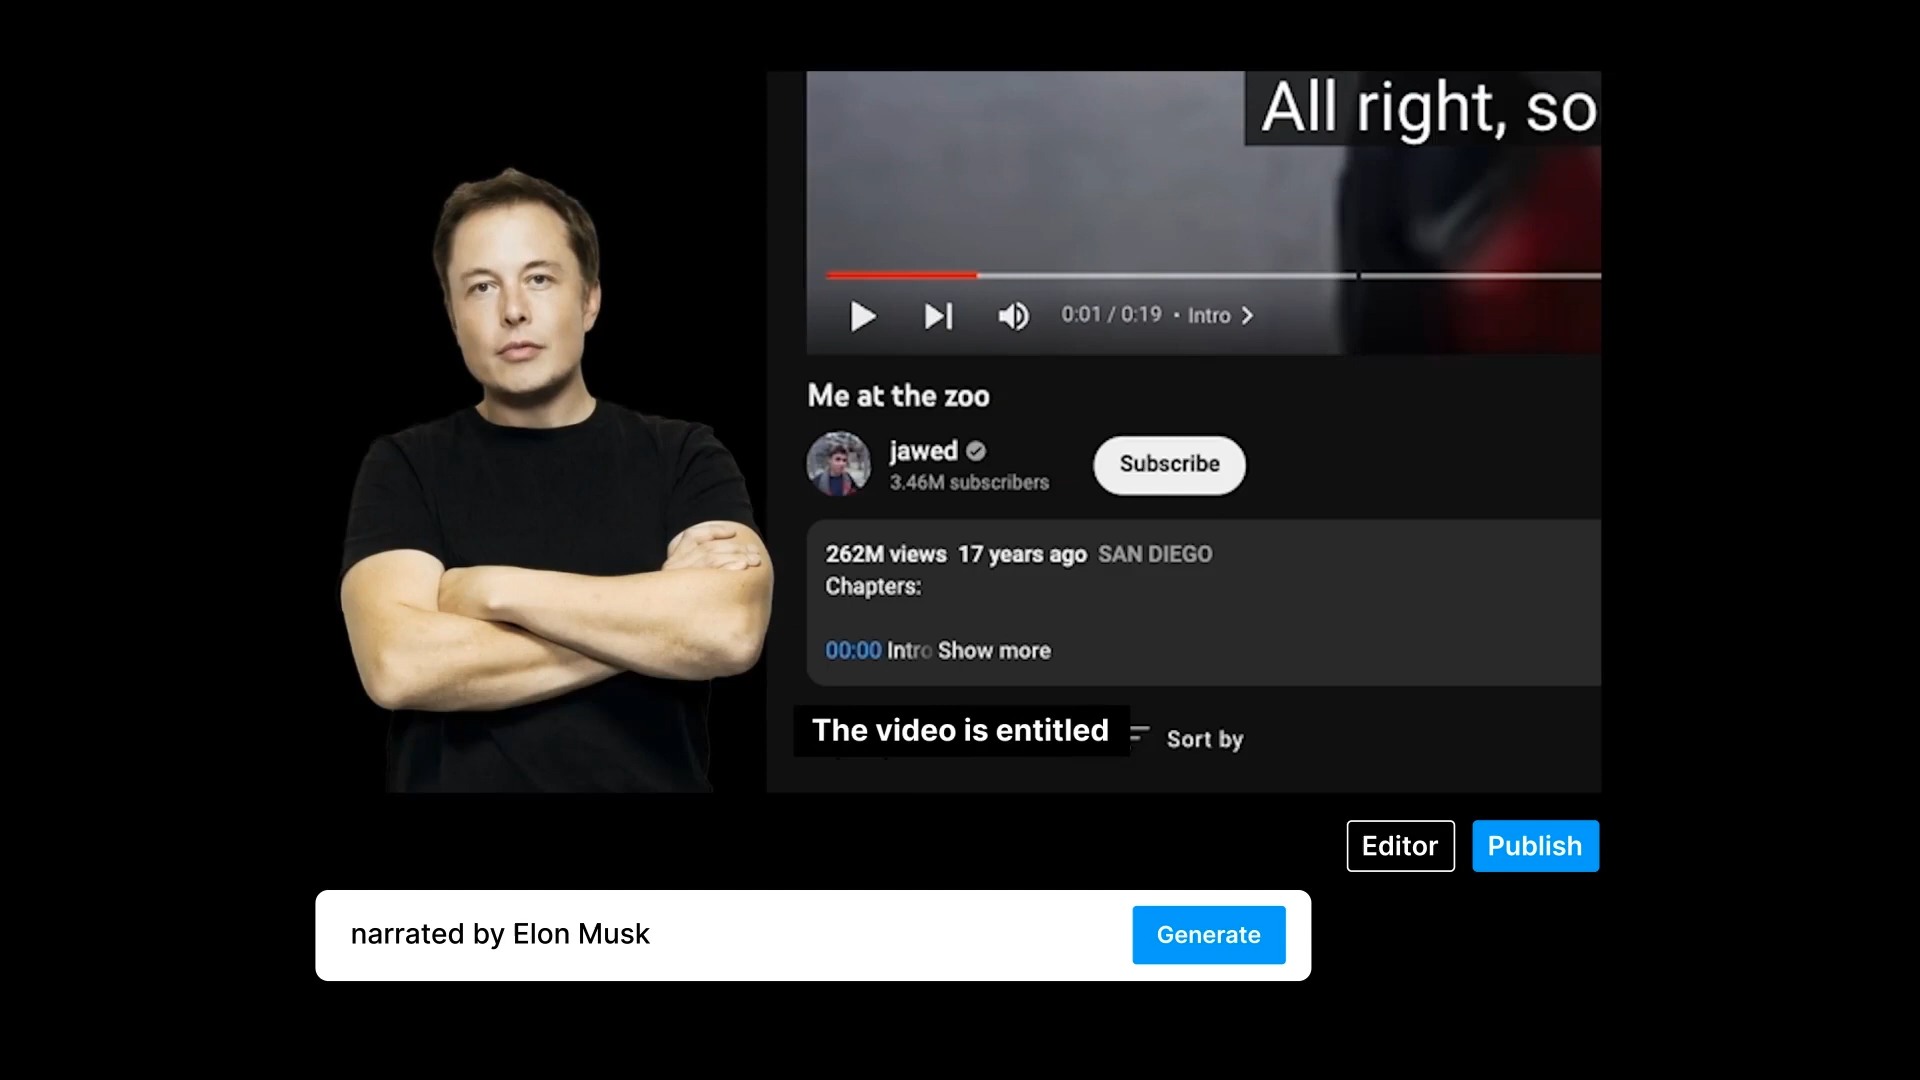 All right, so
0:01 / 0:19 • Intro
Me at the zoo
jawed
3.46M subscribers
Subscribe
262M views 17 years ago SAN DIEGO
Chapters:
00:00 Intro Show more
The video is entitled
Sort by
Editor
Publish
narrated by Elon Musk
Generate